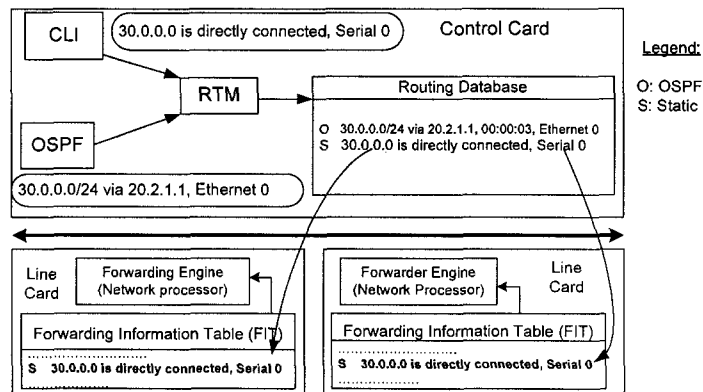 CLI
30.0.0.0 is directly connected, Serial 0
Control Card
Legend:
O: OSPF
S: Static
RTM
Routing Database
O 30.0.0.0/24 via 20.2.1.1, 00:00:03, Ethernet 0
S 30.0.0.0 is directly connected, Serial 0
OSPF
30.0.0.0/24 via 20.2.1.1, Ethernet 0
Line
Card
Forwarding Engine
(Network processor)
Forwarding Information Table (FIT)
......................
S 30.0.0.0 is directly connected, Serial 0
................
Forwarder Engine
(Network Processor)
Line
Card
Forwarding Information Table (FIT)
......................
S 30.0.0.0 is directly connected, Serial 0
................